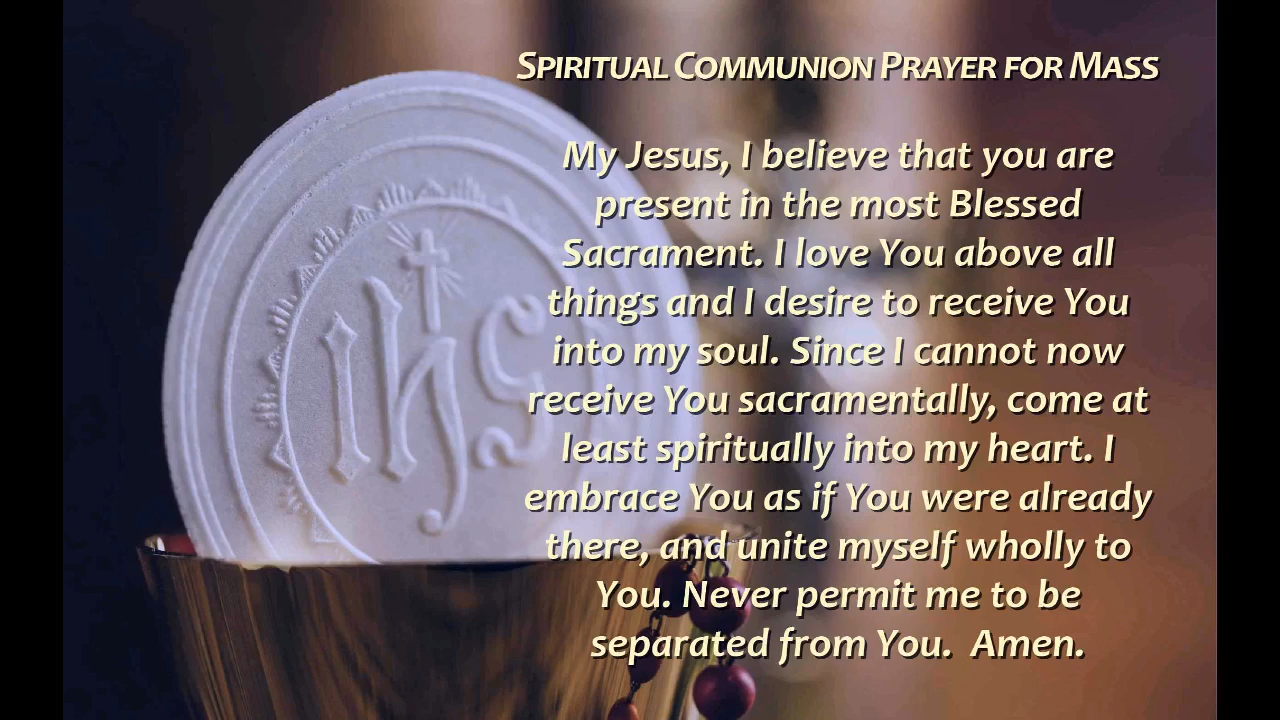 SPIRITUAL COMMUNION PRAYER FOR MASS
My Jesus, I believe that you are
present in the most Blessed
Sacrament. I love You above all
things and I desire to receive You
into my soul. Since I cannot now
receive You sacramentally, come at
least spiritually into my heart. I
embrace You as if You were already
there, and unite myself wholly to
You. Never permit me to be
separated from You.  Amen.
ihs